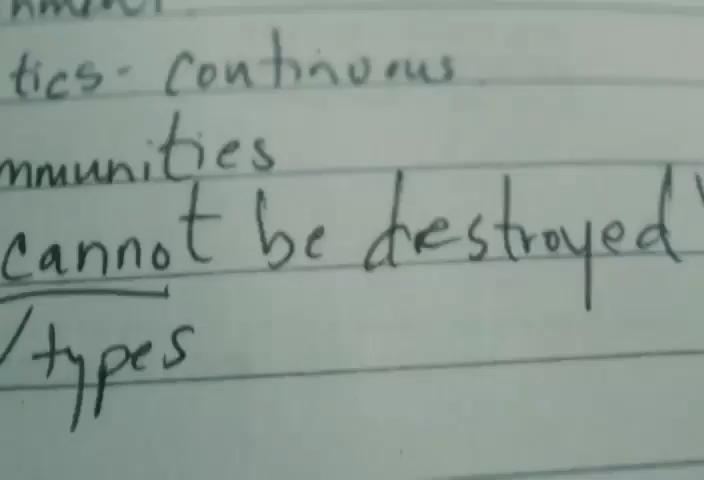 tics - continuous
mmunities
cannot be destroyed"
/types